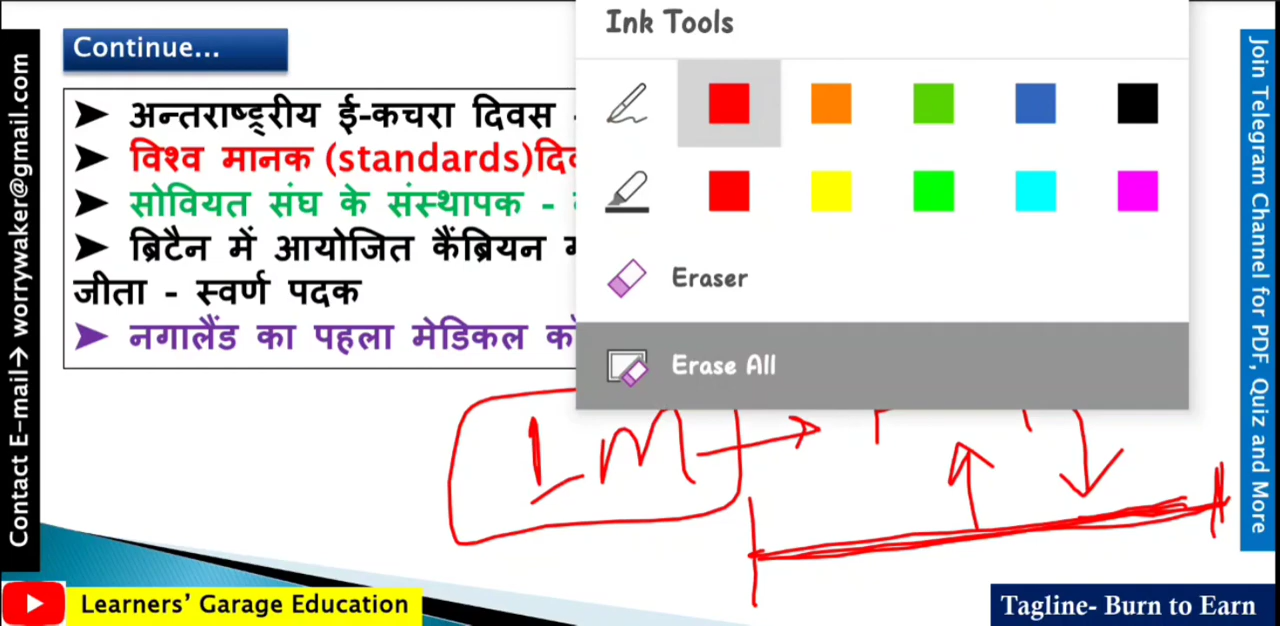 Continue...
Ink Tools
➤ अन्तराष्ट्रीय ई-कचरा दिवस -
➤ विश्व मानक (standards)
➤ सोवियत संघ के संस्थापक -
➤ ब्रिटैन में आयोजित कैंब्रियन
जीता - स्वर्ण पदक
➤ नगालैंड का पहला मेडिकल
Eraser
Erase All
1 M
Contact E-mail→ worrywaker@gmail.com
Join Telegram Channel for PDF, Quiz and More
Learners' Garage Education
Tagline- Burn to Earn